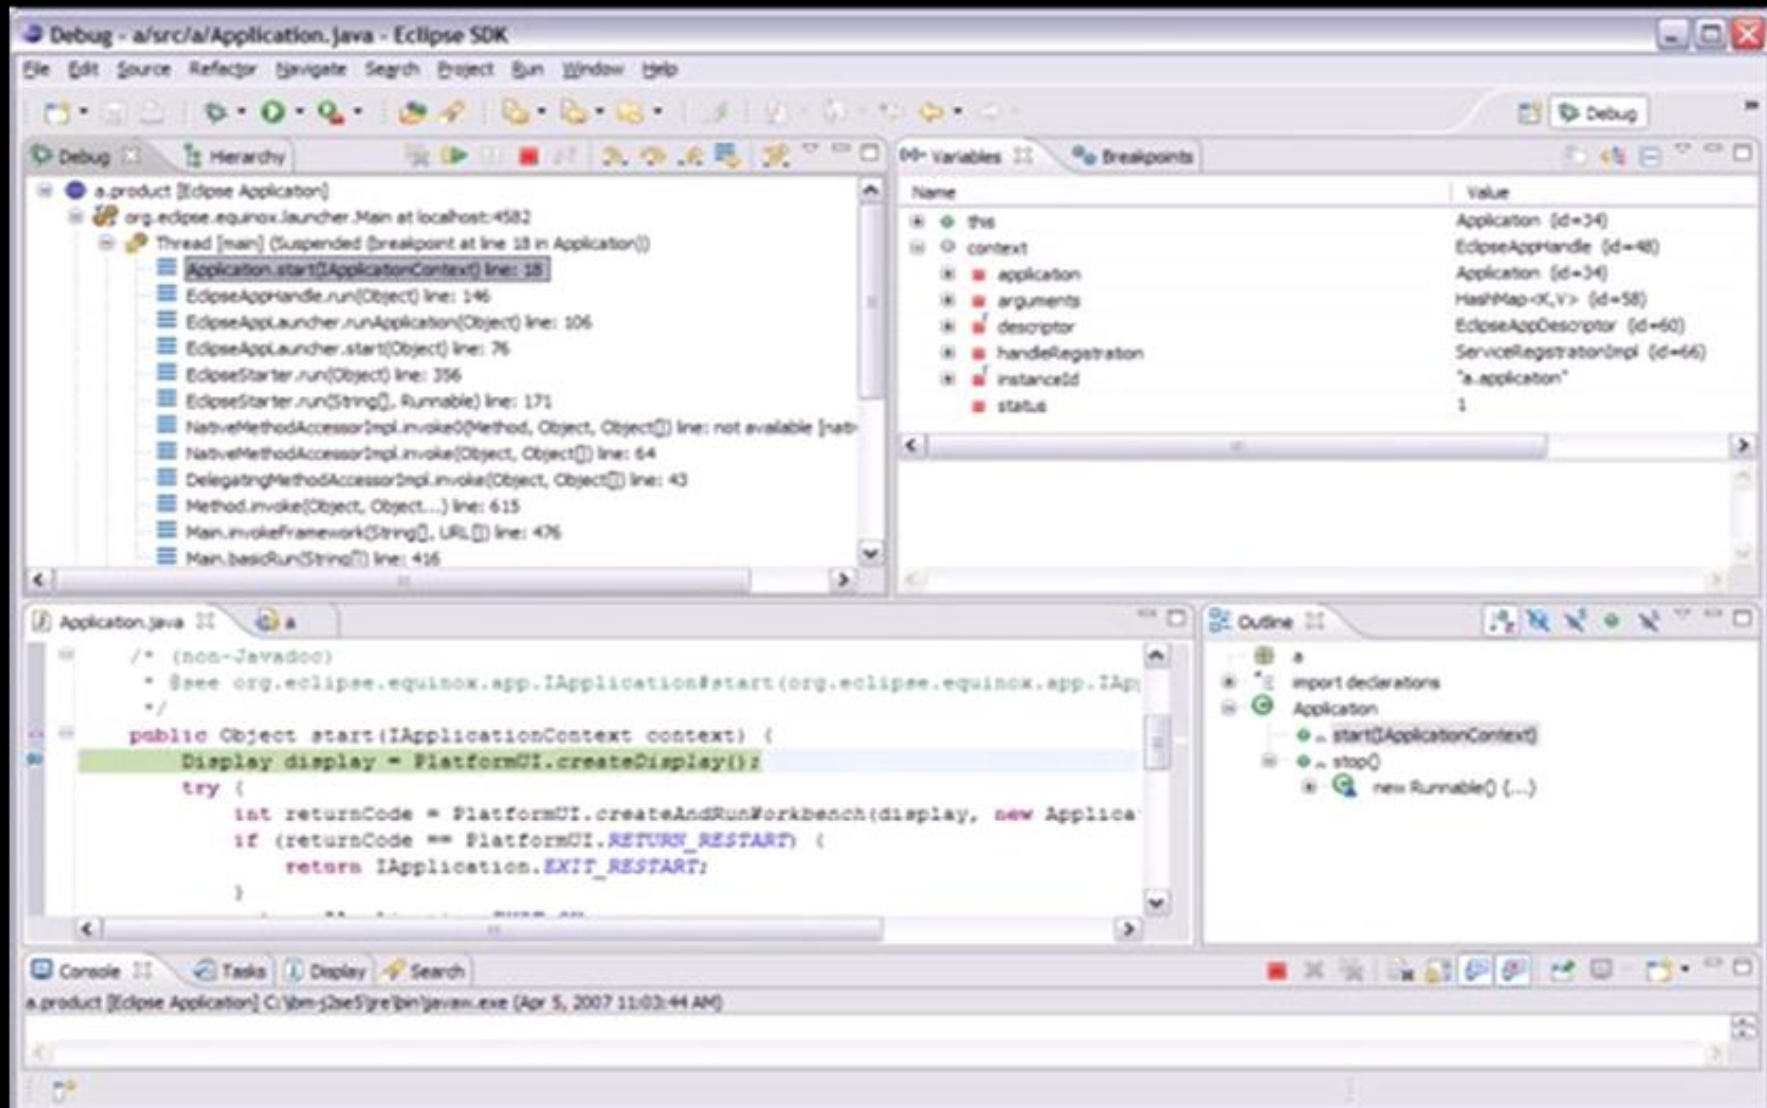 Debug - a/src/a/Application.java - Eclipse SDK
File Edit Source Refactor Navigate Search Project Run Window Help
Debug
Debug Hierarchy
a.product [Eclipse Application]
org.eclipse.equinox.launcher.Main at localhost:4582
Thread [main] (Suspended (breakpoint at line 18 in Application))
Application.start(IApplicationContext) line: 18
EclipseAppHandle.run(Object) line: 146
EclipseAppLauncher.runApplication(Object) line: 106
EclipseAppLauncher.start(Object) line: 76
EclipseStarter.run(Object) line: 356
EclipseStarter.run(String[], Runnable) line: 171
NativeMethodAccessorImpl.invoke0(Method, Object, Object[]) line: not available [nati
NativeMethodAccessorImpl.invoke(Object, Object[]) line: 64
DelegatingMethodAccessorImpl.invoke(Object, Object[]) line: 43
Method.invoke(Object, Object...) line: 615
Main.invokeFramework(String[], URL[]) line: 476
Main.basicRun(String[]) line: 416
Variables Breakpoints
Name Value
this Application (id=34)
context EclipseAppHandle (id=48)
application Application (id=34)
arguments HashMap<K,V> (id=58)
descriptor EclipseAppDescriptor (id=60)
handleRegistration ServiceRegistrationImpl (id=66)
instanceId "a.application"
status 1
Application.java a
/* (non-Javadoc)
* @see org.eclipse.equinox.app.IApplication#start(org.eclipse.equinox.app.IApp
*/
public Object start(IApplicationContext context) {
Display display = PlatformUI.createDisplay();
try {
int returnCode = PlatformUI.createAndRunWorkbench(display, new Applica
if (returnCode == PlatformUI.RETURN_RESTART) {
return IApplication.EXIT_RESTART;
}
Outline
a
import declarations
Application
start(IApplicationContext)
stop()
new Runnable() {...}
Console Tasks Display Search
a.product [Eclipse Application] C:\ibm-j2se5\jre\bin\javaw.exe (Apr 5, 2007 11:03:44 AM)